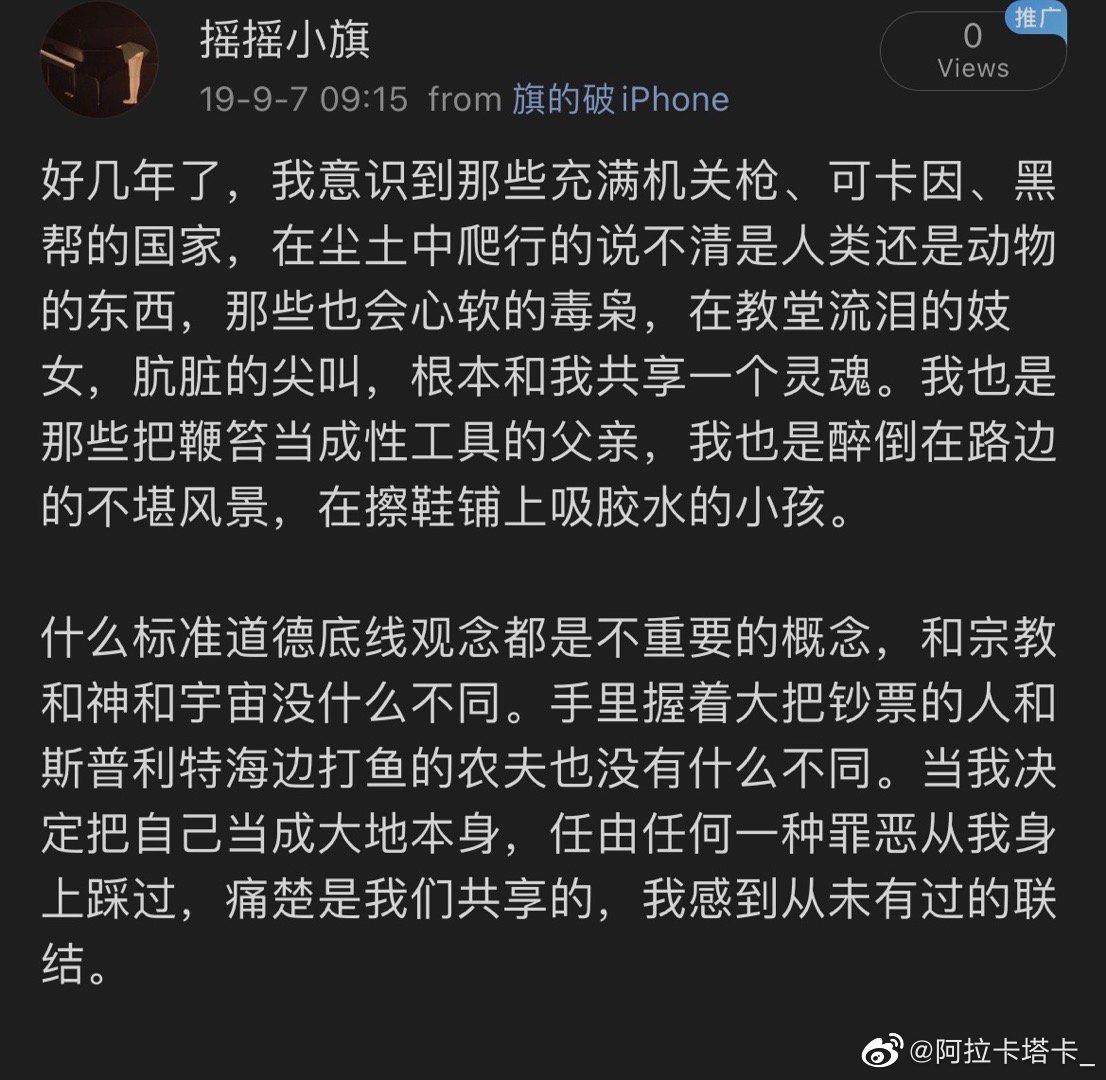 摇摇小旗
推广
0
Views
19-9-7 09:15 from 旗的破iPhone
好几年了，我意识到那些充满机关枪、可卡因、黑
帮的国家，在尘土中爬行的说不清是人类还是动物
的东西，那些也会心软的毒枭，在教堂流泪的妓
女，肮脏的尖叫，根本和我共享一个灵魂。我也是
那些把鞭笞当成性工具的父亲，我也是醉倒在路边
的不堪风景，在擦鞋铺上吸胶水的小孩。
什么标准道德底线观念都是不重要的概念，和宗教
和神和宇宙没什么不同。手里握着大把钞票的人和
斯普利特海边打鱼的农夫也没有什么不同。当我决
定把自己当成大地本身，任由任何一种罪恶从我身
上踩过，痛楚是我们共享的，我感到从未有过的联
结。
@阿拉卡塔卡_